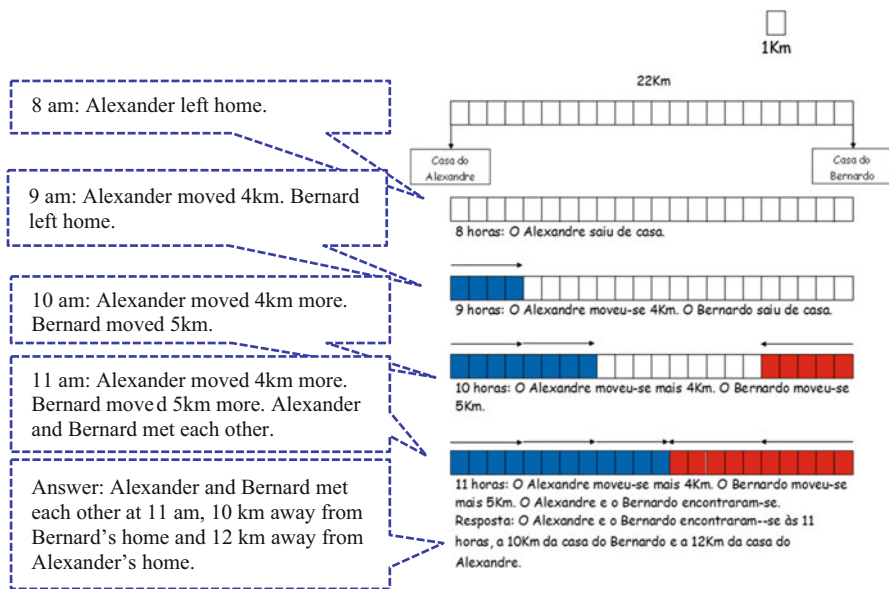 1Km
22Km
Casa do
Alexandre
Casa do
Bernardo
8 am: Alexander left home.
8 horas: O Alexandre saiu de casa.
9 am: Alexander moved 4km. Bernard
left home.
9 horas: O Alexandre moveu-se 4Km. O Bernardo saiu de casa.
10 am: Alexander moved 4km more.
Bernard moved 5km.
10 horas: O Alexandre moveu-se mais 4Km. O Bernardo moveu-se
5Km.
11 am: Alexander moved 4km more.
Bernard moved 5km more. Alexander
and Bernard met each other.
11 horas: O Alexandre moveu-se mais 4Km. O Bernardo moveu-se
mais 5Km. O Alexandre e o Bernardo encontraram-se.
Answer: Alexander and Bernard met
each other at 11 am, 10 km away from
Bernard’s home and 12 km away from
Alexander’s home.
Resposta: O Alexandre e o Bernardo encontraram--se às 11
horas, a 10Km da casa do Bernardo e a 12Km da casa do
Alexandre.